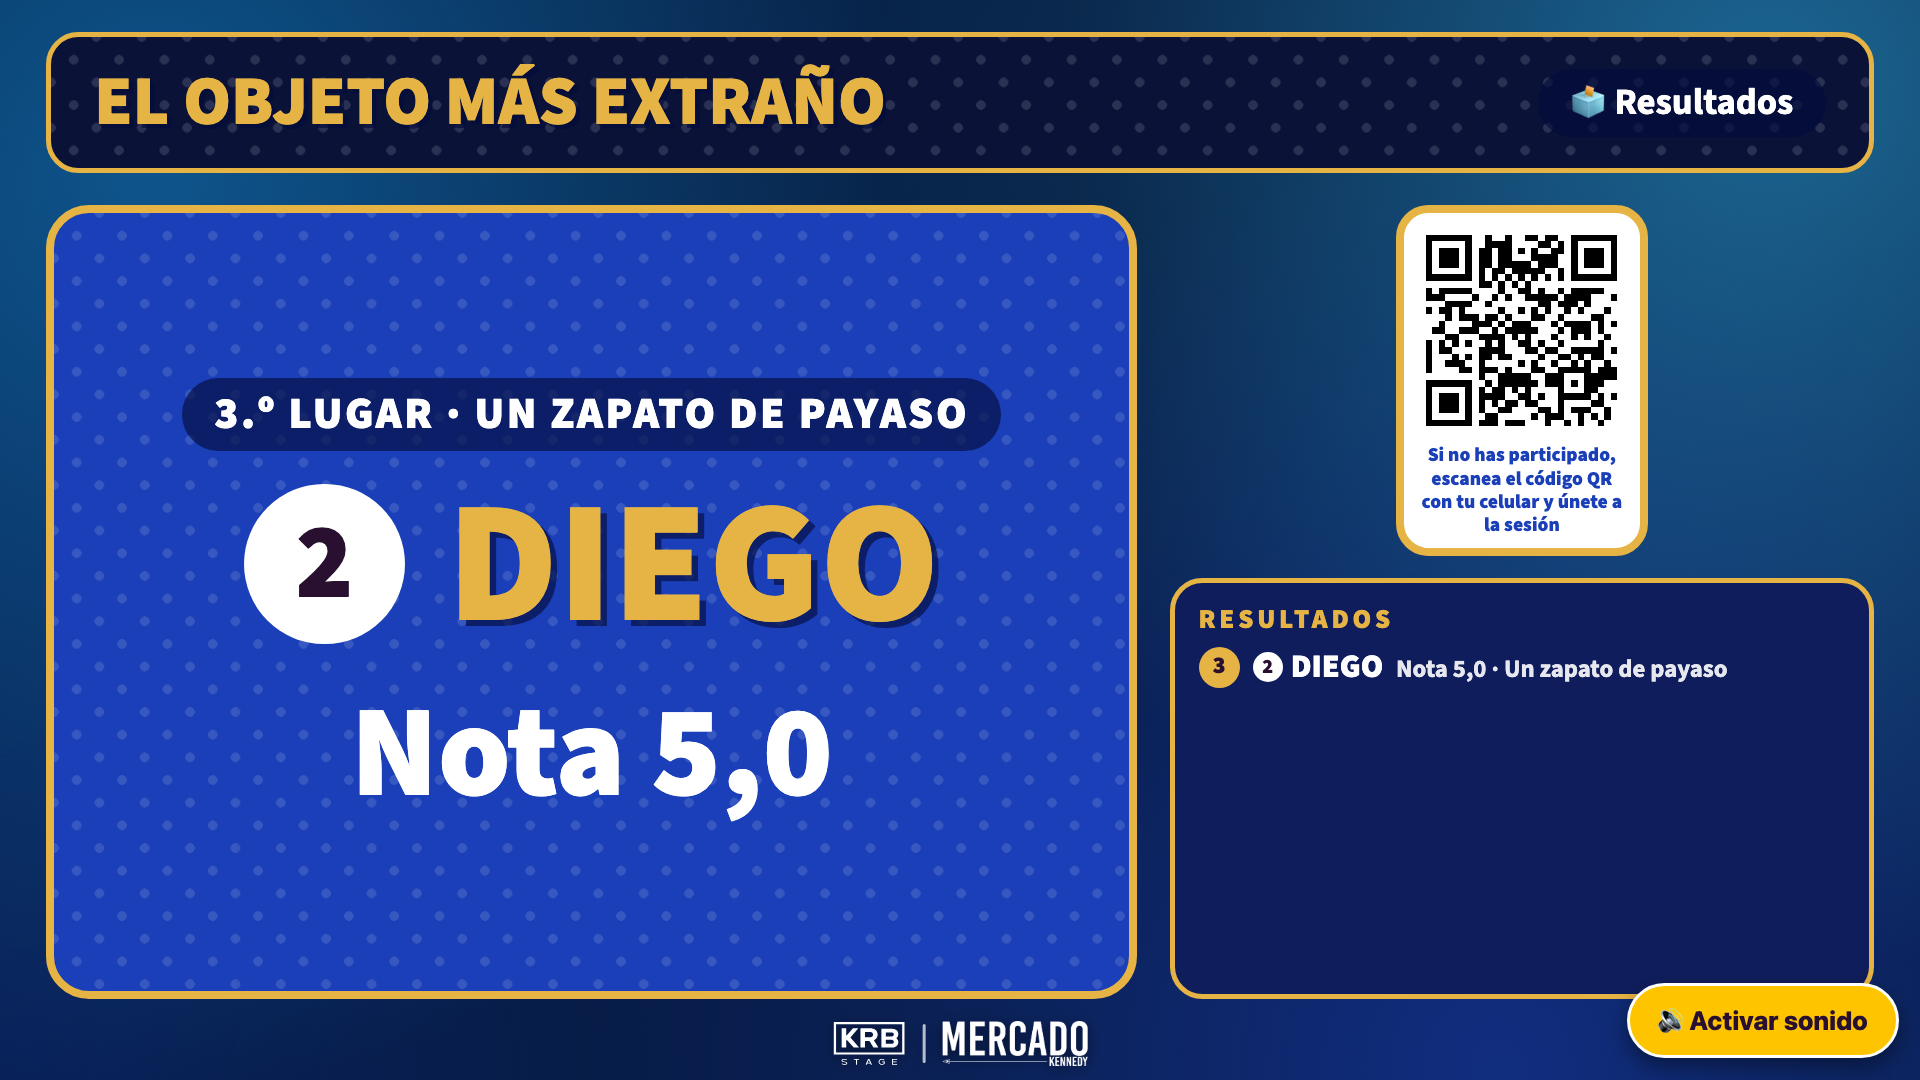 EL OBJETO MÁS EXTRAÑO
🗳️ Resultados
3.º LUGAR · UN ZAPATO DE PAYASO
2 DIEGO
Nota 5,0
Si no has participado,
escanea el código QR
con tu celular y únete a
la sesión
RESULTADOS
3 2 DIEGO Nota 5,0 · Un zapato de payaso
KRB
STAGE
MERCADO
KENNEDY
🔊 Activar sonido